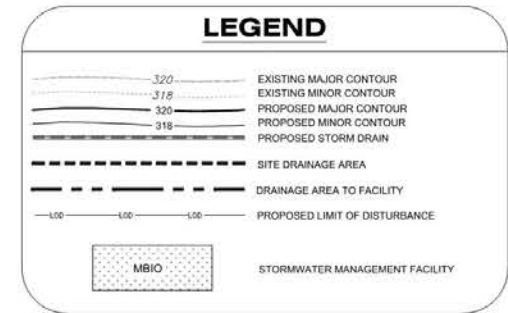 LEGEND
320 EXISTING MAJOR CONTOUR
318 EXISTING MINOR CONTOUR
320 PROPOSED MAJOR CONTOUR
318 PROPOSED MINOR CONTOUR
PROPOSED STORM DRAIN
SITE DRAINAGE AREA
DRAINAGE AREA TO FACILITY
LOD LOD LOD PROPOSED LIMIT OF DISTURBANCE
MBIO STORMWATER MANAGEMENT FACILITY